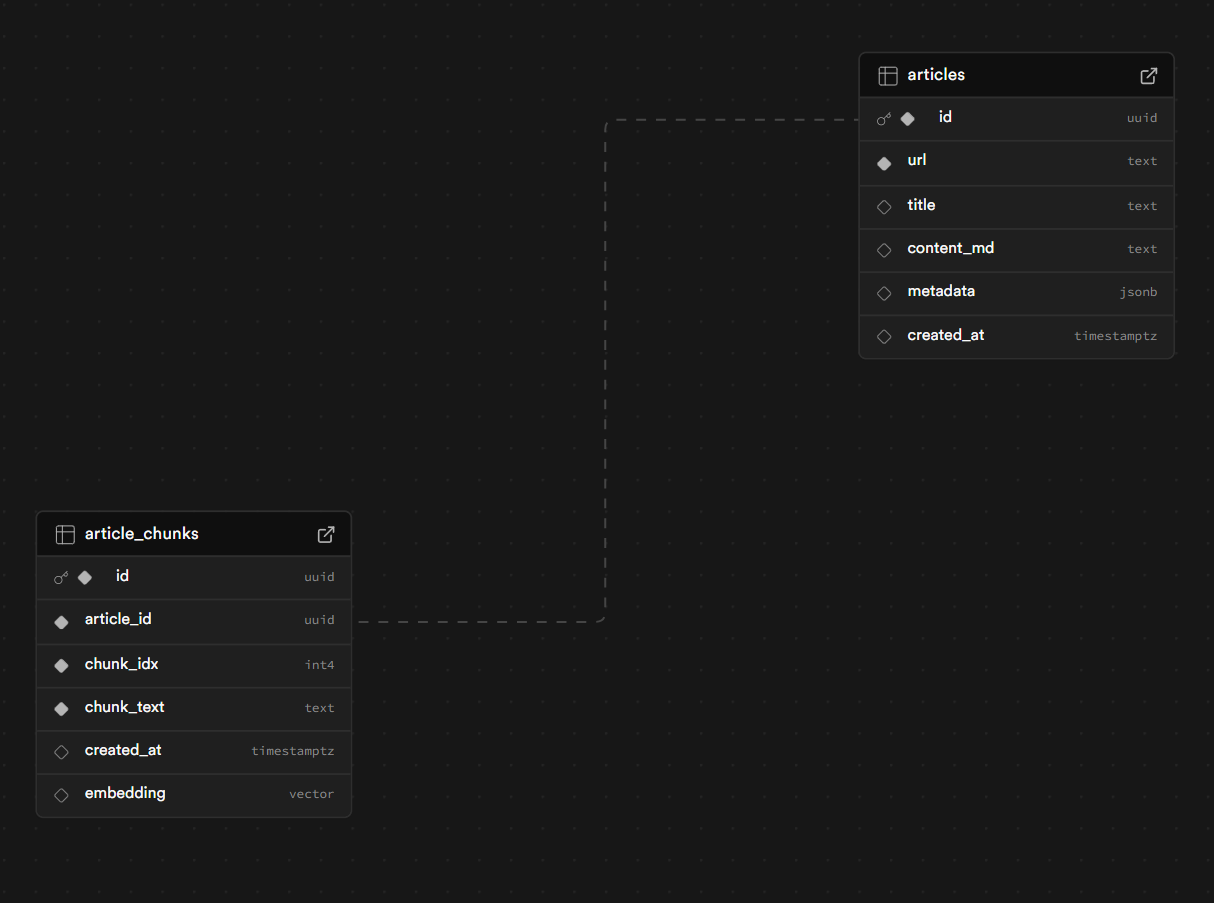 articles
id uuid
url text
title text
content_md text
metadata jsonb
created_at timestamptz
article_chunks
id uuid
article_id uuid
chunk_idx int4
chunk_text text
created_at timestamptz
embedding vector